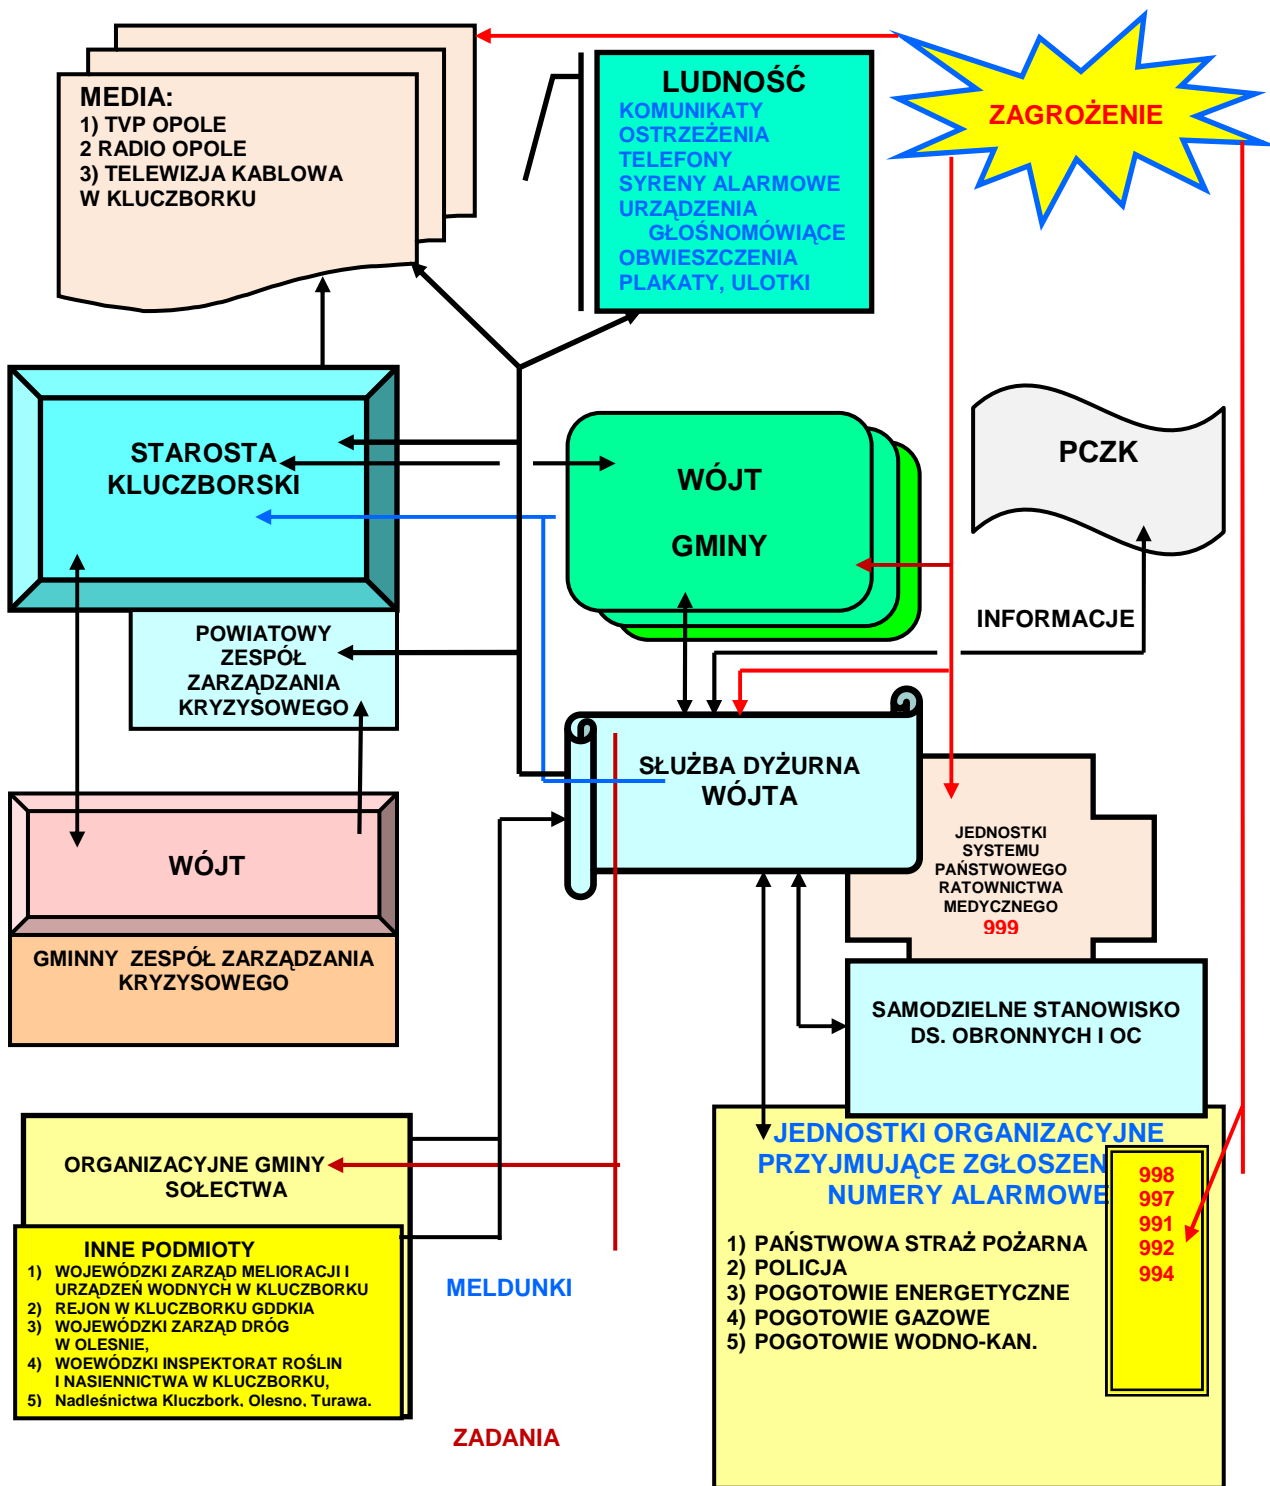 MEDIA:
1) TVP OPOLE
2 RADIO OPOLE
3) TELEWIZJA KABLOWA
W KLUCZBORKU
LUDNOŚĆ
KOMUNIKATY
OSTRZEŻENIA
TELEFONY
SYRENY ALARMOWE
URZĄDZENIA
GŁOŚNOMÓWIĄCE
OBWIESZCZENIA
PLAKATY, ULOTKI
ZAGROŻENIE
STAROSTA
KLUCZBORSKI
WÓJT
GMINY
PCZK
INFORMACJE
POWIATOWY
ZESPÓŁ
ZARZĄDZANIA
KRYZYSOWEGO
SŁUŻBA DYŻURNA
WÓJTA
WÓJT
GMINNY ZESPÓŁ ZARZĄDZANIA
KRYZYSOWEGO
JEDNOSTKI
SYSTEMU
PAŃSTWOWEGO
RATOWNICTWA
MEDYCZNEGO
999
SAMODZIELNE STANOWISKO
DS. OBRONNYCH I OC
ORGANIZACYJNE GMINY
SOŁECTWA
INNE PODMIOTY
1) WOJEWÓDZKI ZARZĄD MELIORACJI I
URZĄDZEŃ WODNYCH W KLUCZBORKU
2) REJON W KLUCZBORKU GDDKIA
3) WOJEWÓDZKI ZARZĄD DRÓG
W OLESNIE,
4) WOEWÓDZKI INSPEKTORAT ROŚLIN
I NASIENNICTWA W KLUCZBORKU,
5) Nadleśnictwa Kluczbork, Olesno, Turawa.
MELDUNKI
ZADANIA
JEDNOSTKI ORGANIZACYJNE
PRZYJMUJĄCE ZGŁOSZEN
NUMERY ALARMOWE
1) PAŃSTWOWA STRAŻ POŻARNA
2) POLICJA
3) POGOTOWIE ENERGETYCZNE
4) POGOTOWIE GAZOWE
5) POGOTOWIE WODNO-KAN.
998
997
991
992
994